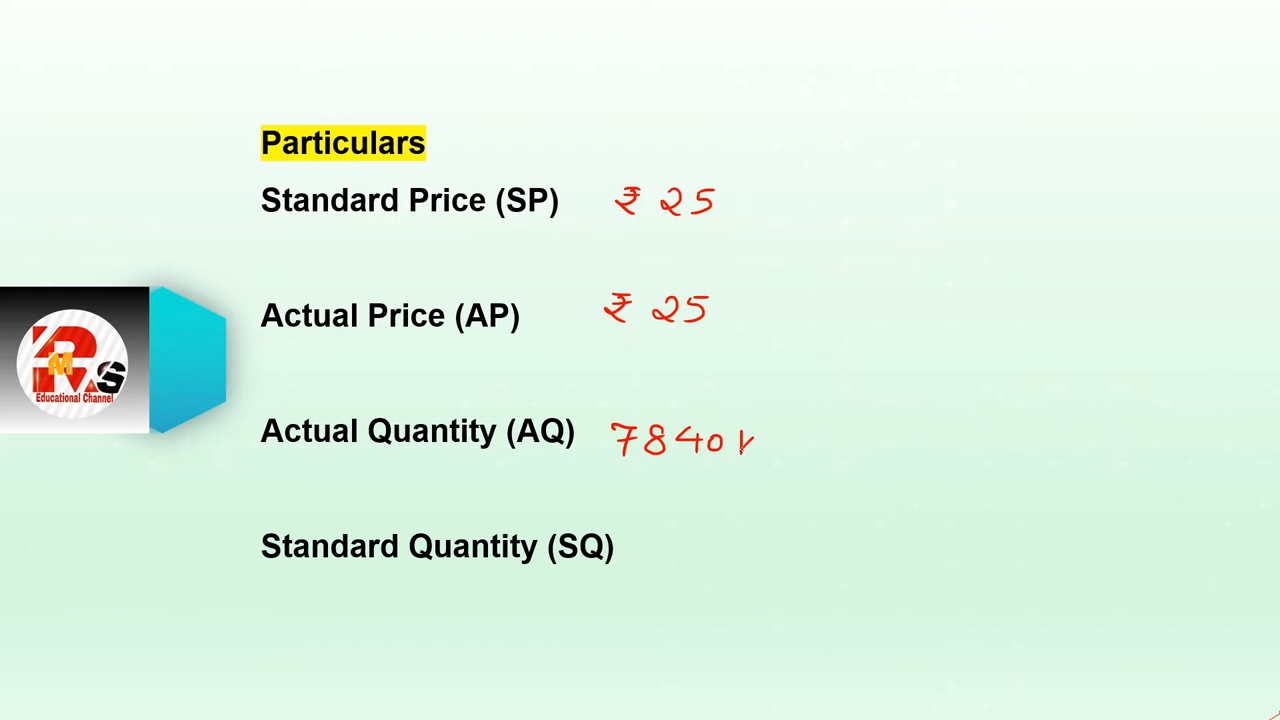 Particulars
Standard Price (SP) ₹ 25
Actual Price (AP) ₹ 25
Actual Quantity (AQ) 7840 k
Standard Quantity (SQ)
M
S
Educational Channel